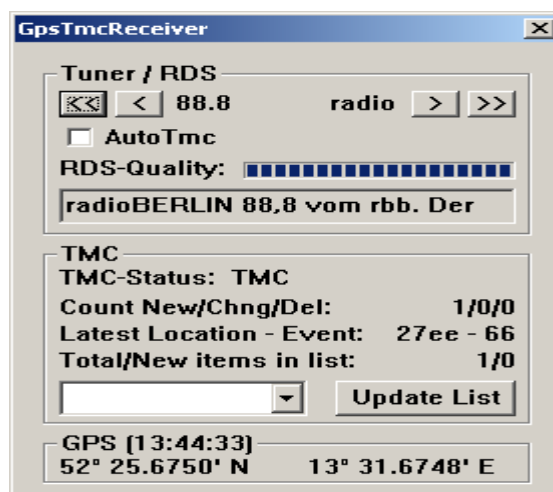 GpsTmcReceiver
Tuner / RDS
<< < 88.8 radio > >>
AutoTmc
RDS-Quality:
radioBERLIN 88,8 vom rbb. Der
TMC
TMC-Status: TMC
Count New/Chng/Del: 1/0/0
Latest Location - Event: 27ee - 66
Total/New items in list: 1/0
Update List
GPS (13:44:33)
52° 25.6750' N 13° 31.6748' E